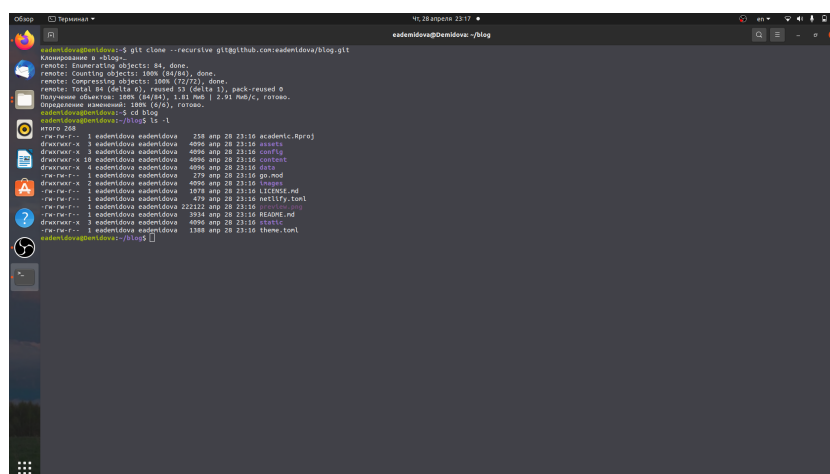 Обзор Терминал Чт, 28 апреля 23:17 en
eademidova@Demidova: ~/blog
eademidova@Demidova:~$ git clone --recursive git@github.com:eademidova/blog.git
Клонирование в «blog»…
remote: Enumerating objects: 84, done.
remote: Counting objects: 100% (84/84), done.
remote: Compressing objects: 100% (72/72), done.
remote: Total 84 (delta 6), reused 53 (delta 1), pack-reused 0
Получение объектов: 100% (84/84), 1.81 МиБ | 2.91 МиБ/с, готово.
Определение изменений: 100% (6/6), готово.
eademidova@Demidova:~$ cd blog
eademidova@Demidova:~/blog$ ls -l
итого 268
-rw-rw-r-- 1 eademidova eademidova 258 апр 28 23:16 academic.Rproj
drwxrwxr-x 3 eademidova eademidova 4096 апр 28 23:16 assets
drwxrwxr-x 3 eademidova eademidova 4096 апр 28 23:16 config
drwxrwxr-x 10 eademidova eademidova 4096 апр 28 23:16 content
drwxrwxr-x 4 eademidova eademidova 4096 апр 28 23:16 data
-rw-rw-r-- 1 eademidova eademidova 279 апр 28 23:16 go.mod
drwxrwxr-x 2 eademidova eademidova 4096 апр 28 23:16 images
-rw-rw-r-- 1 eademidova eademidova 1078 апр 28 23:16 LICENSE.md
-rw-rw-r-- 1 eademidova eademidova 479 апр 28 23:16 netlify.toml
-rw-rw-r-- 1 eademidova eademidova 222122 апр 28 23:16 preview.png
-rw-rw-r-- 1 eademidova eademidova 3934 апр 28 23:16 README.md
drwxrwxr-x 3 eademidova eademidova 4096 апр 28 23:16 static
-rw-rw-r-- 1 eademidova eademidova 1388 апр 28 23:16 theme.toml
eademidova@Demidova:~/blog$